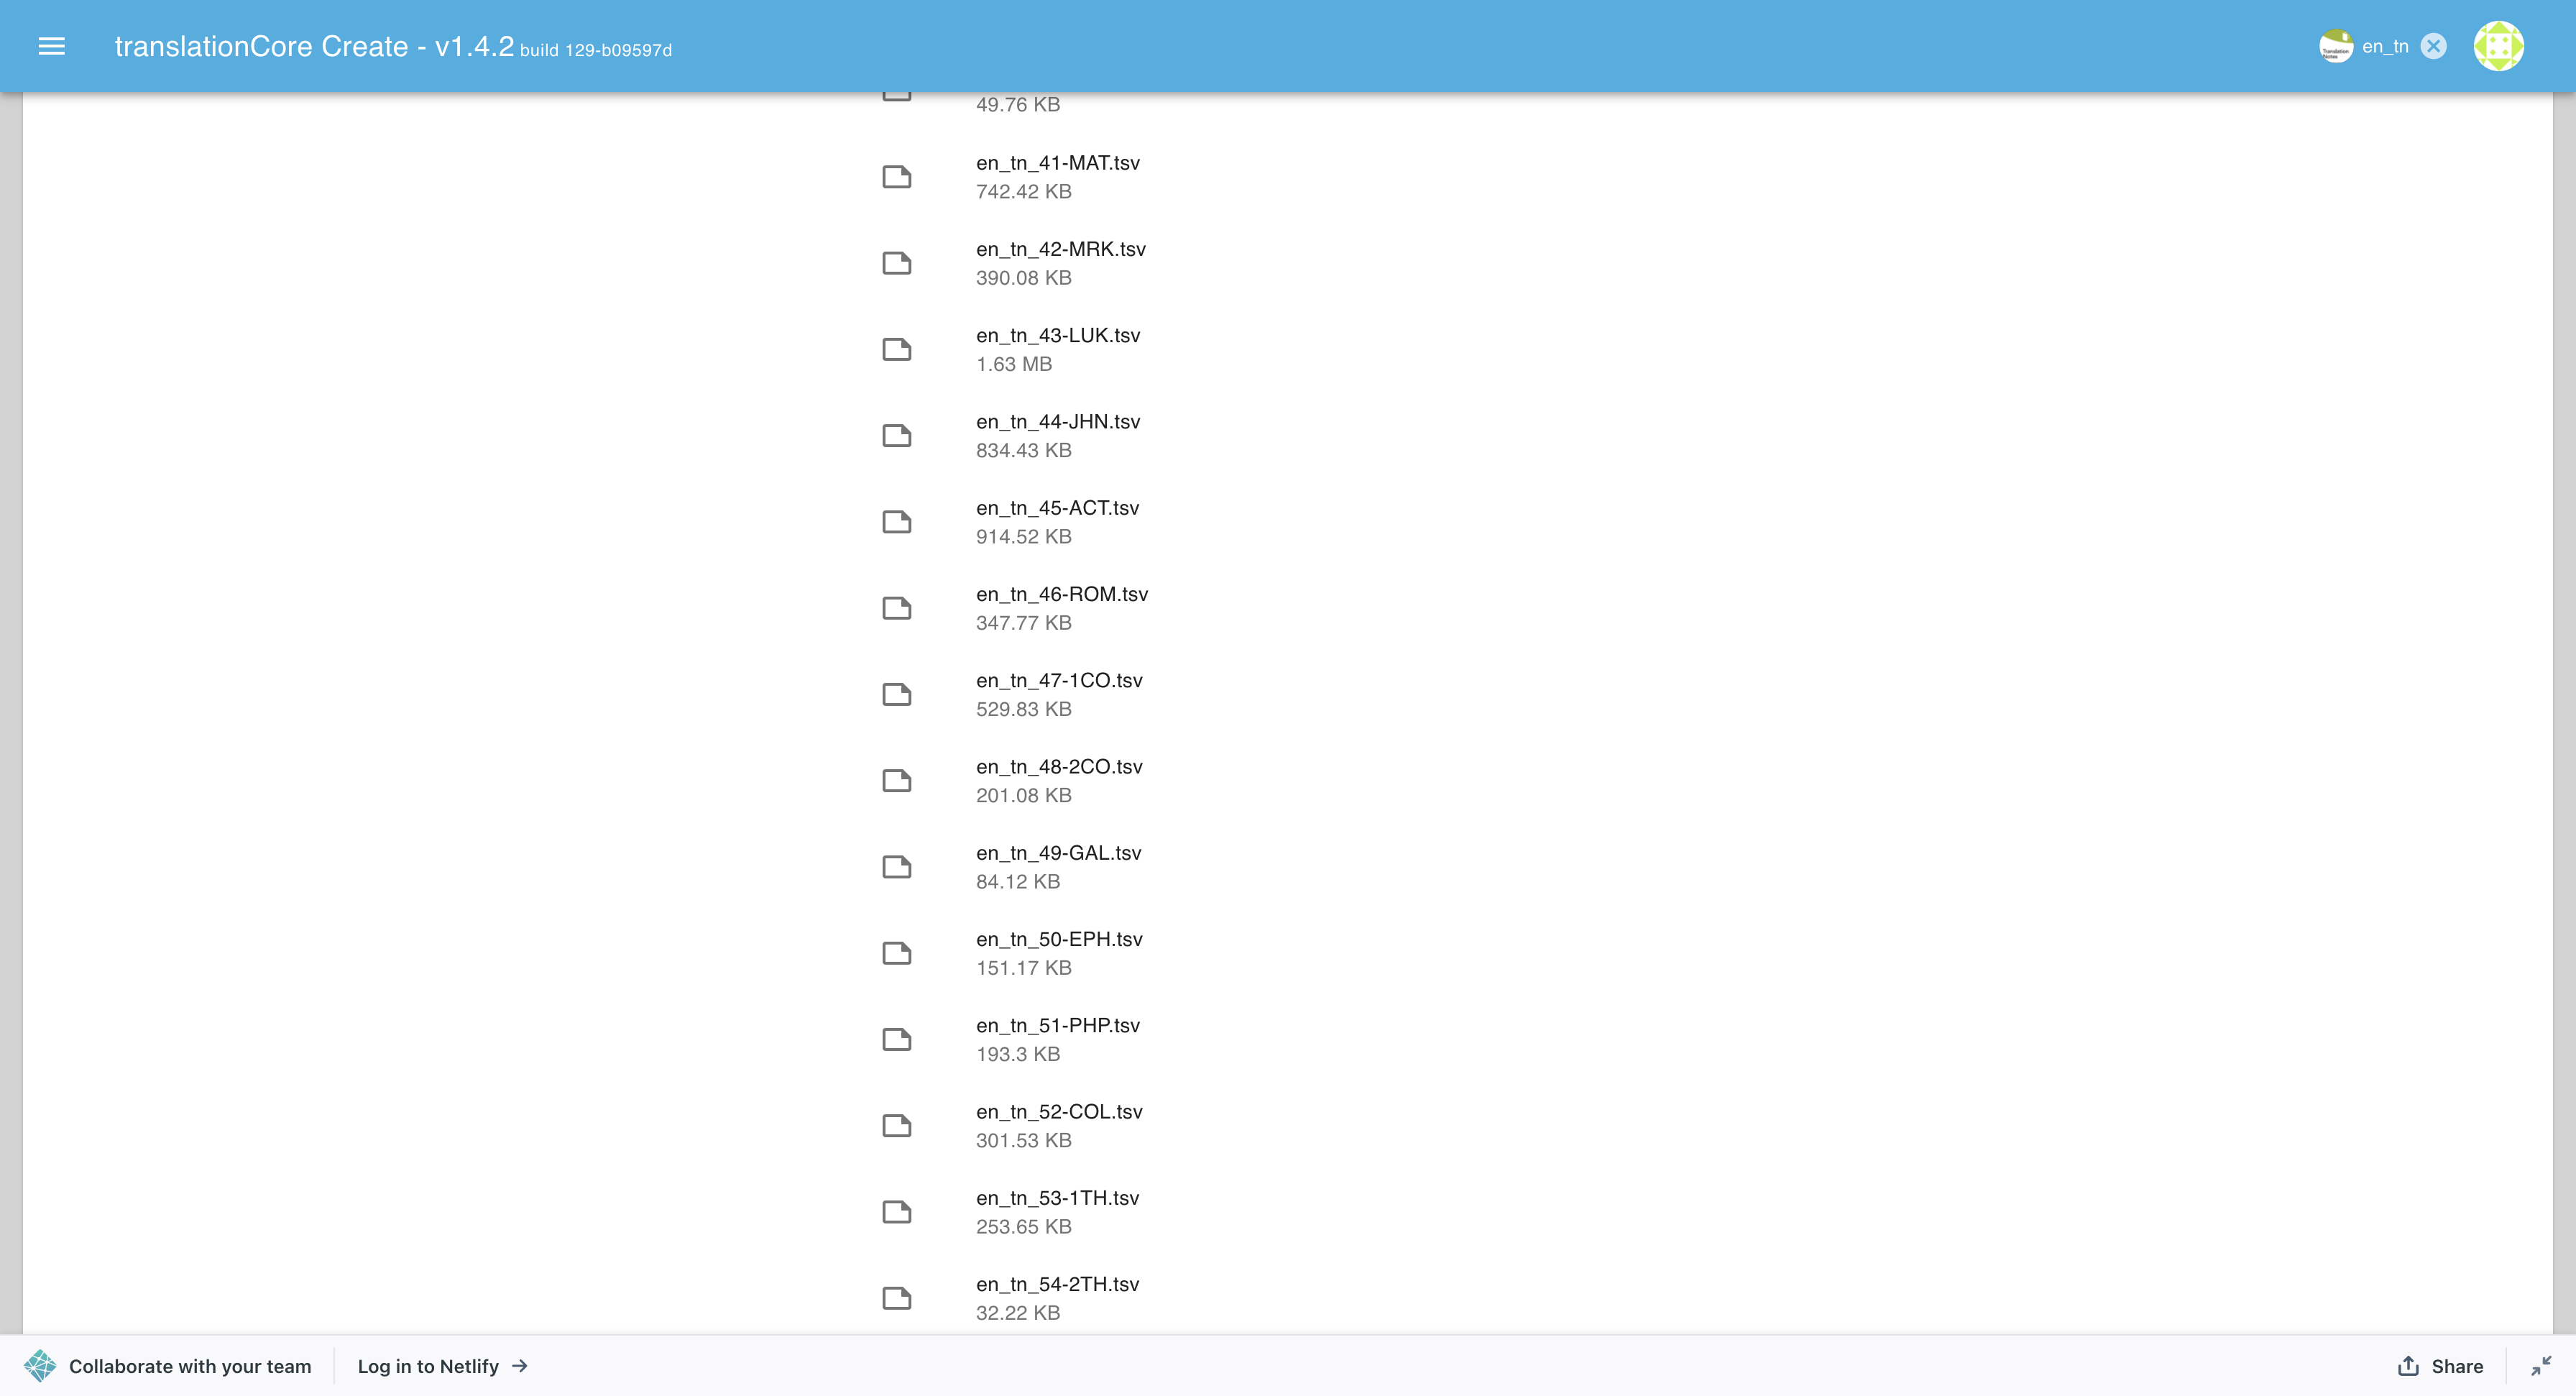 translationCore Create - v1.4.2 build 129-b09597d
Translation Notes
en_tn
49.76 KB
en_tn_41-MAT.tsv
742.42 KB
en_tn_42-MRK.tsv
390.08 KB
en_tn_43-LUK.tsv
1.63 MB
en_tn_44-JHN.tsv
834.43 KB
en_tn_45-ACT.tsv
914.52 KB
en_tn_46-ROM.tsv
347.77 KB
en_tn_47-1CO.tsv
529.83 KB
en_tn_48-2CO.tsv
201.08 KB
en_tn_49-GAL.tsv
84.12 KB
en_tn_50-EPH.tsv
151.17 KB
en_tn_51-PHP.tsv
193.3 KB
en_tn_52-COL.tsv
301.53 KB
en_tn_53-1TH.tsv
253.65 KB
en_tn_54-2TH.tsv
32.22 KB
Collaborate with your team
Log in to Netlify →
Share